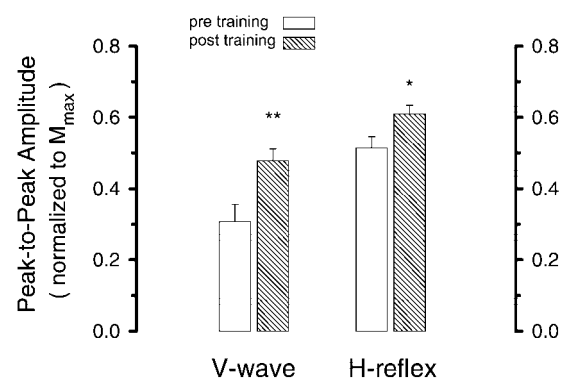 pre training
post training
Peak-to-Peak Amplitude
( normalized to Mmax)
0.8
0.6
0.4
0.2
0.0
**
*
0.8
0.6
0.4
0.2
0.0
V-wave
H-reflex